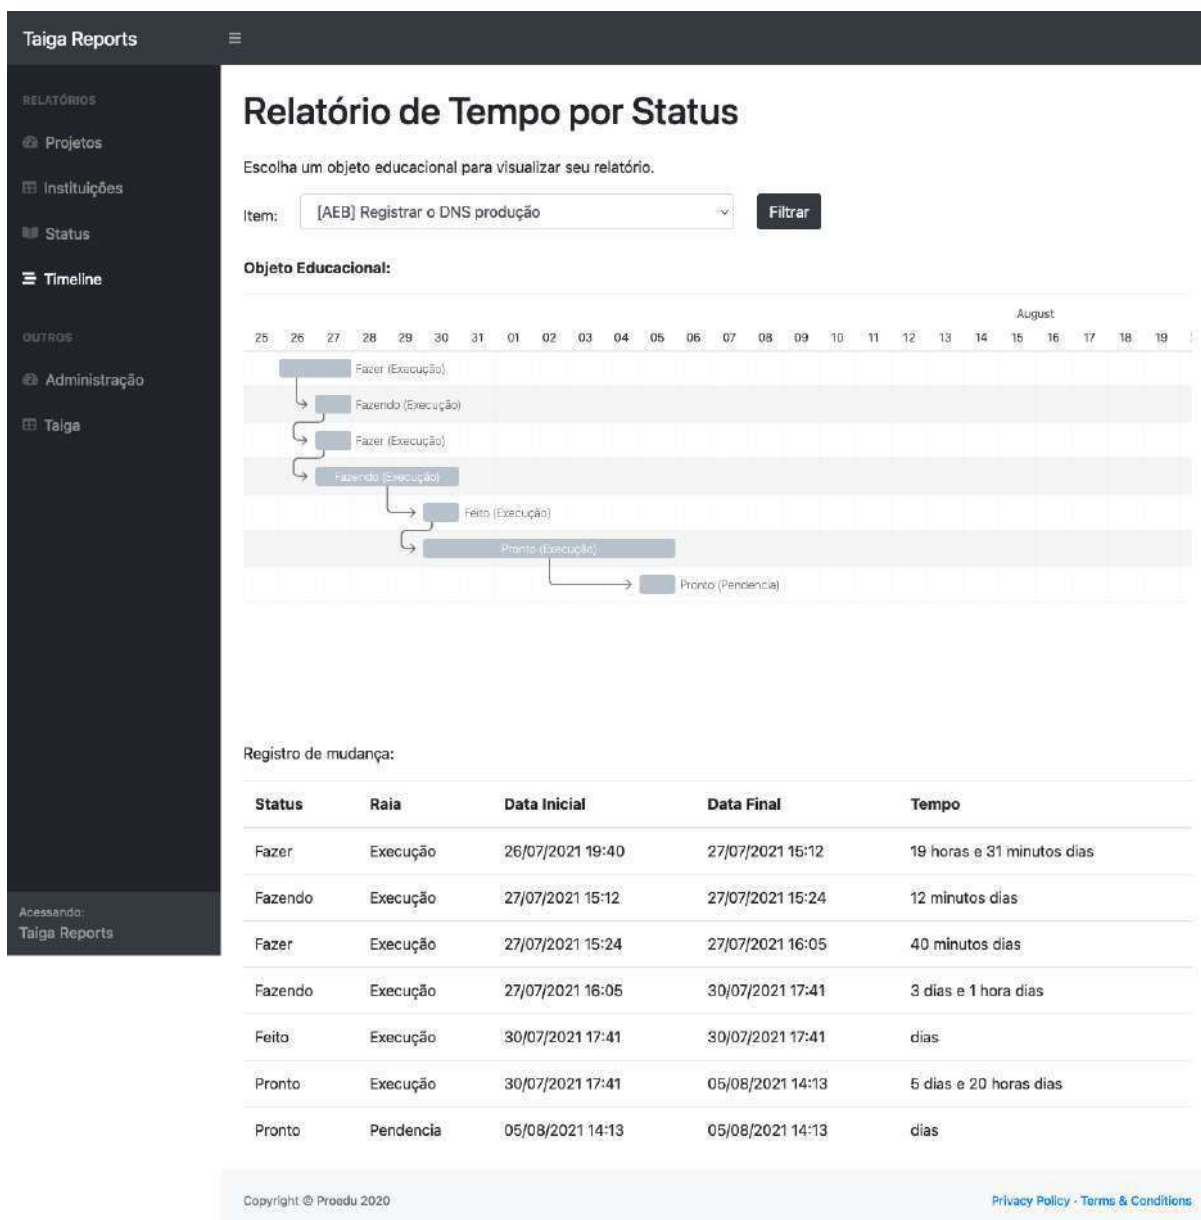 Taiga Reports
RELATÓRIOS
Projetos
Instituições
Status
Timeline
OUTROS
Administração
Taiga
Acessando:
Taiga Reports
Relatório de Tempo por Status
Escolha um objeto educacional para visualizar seu relatório.
Item: [AEB] Registrar o DNS produção Filtrar
Objeto Educacional:
August
25 26 27 28 29 30 31 01 02 03 04 05 06 07 08 09 10 11 12 13 14 15 16 17 18 19
Fazer (Execução)
Fazendo (Execução)
Fazer (Execução)
Fazendo (Execução)
Feito (Execução)
Pronto (Execução)
Pronto (Pendencia)
Registro de mudança:
Status Raia Data Inicial Data Final Tempo
Fazer Execução 26/07/2021 19:40 27/07/2021 15:12 19 horas e 31 minutos dias
Fazendo Execução 27/07/2021 15:12 27/07/2021 15:24 12 minutos dias
Fazer Execução 27/07/2021 15:24 27/07/2021 16:05 40 minutos dias
Fazendo Execução 27/07/2021 16:05 30/07/2021 17:41 3 dias e 1 hora dias
Feito Execução 30/07/2021 17:41 30/07/2021 17:41 dias
Pronto Execução 30/07/2021 17:41 05/08/2021 14:13 5 dias e 20 horas dias
Pronto Pendencia 05/08/2021 14:13 05/08/2021 14:13 dias
Copyright © Proedu 2020 Privacy Policy · Terms & Conditions